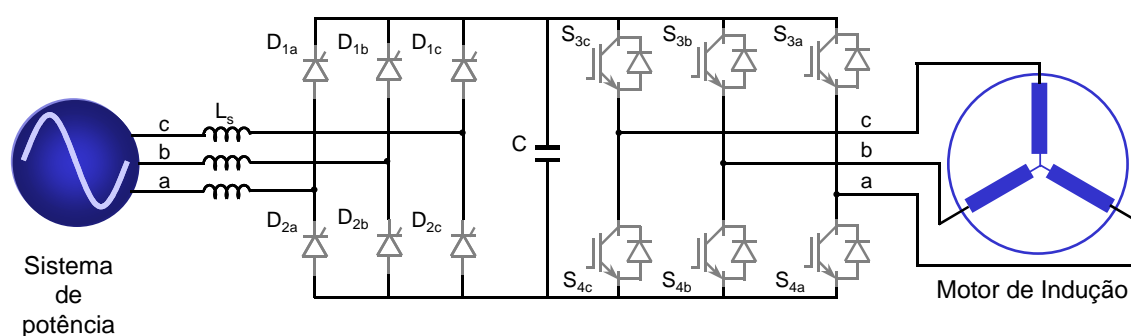 D1a
D1b
D1c
S3c
S3b
S3a
Ls
c
b
a
C
c
b
a
D2a
D2b
D2c
S4c
S4b
S4a
Sistema
de
potência
Motor de Indução